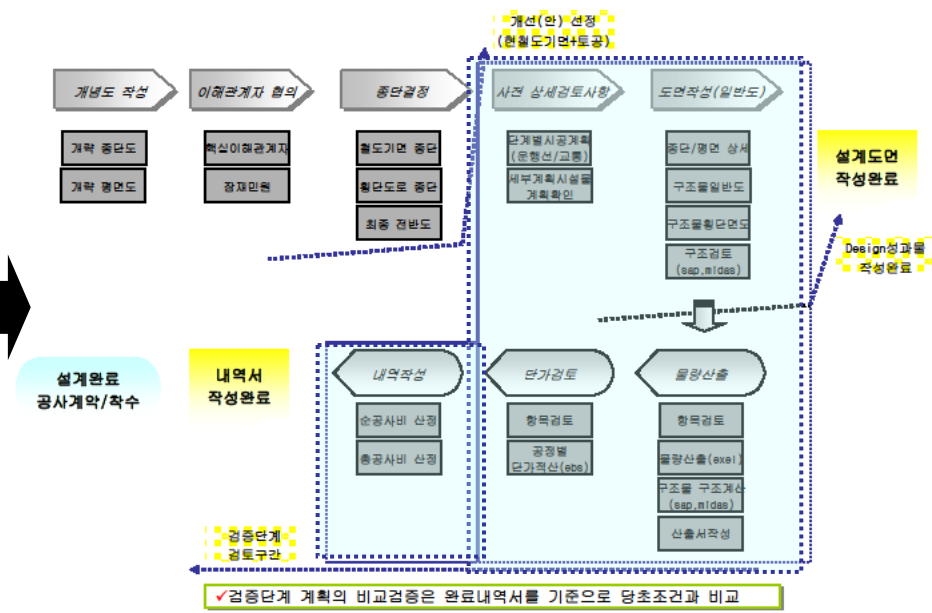 개선(안) 선정
(현철도기면+토공)
개념도 작성
이해관계자 협의
종단결정
사전 상세검토사항
도면작성(일반도)
개략 종단도
개략 평면도
핵심이해관계자
잠재민원
철도기면 종단
횡단도로 종단
최종 전반도
단계별시공계획
(운행선/교통)
세부계획시설물
계획확인
종단/평면 상세
구조물일반도
구조물횡단면도
구조검토
(sap,midas)
설계도면
작성완료
Design성과물
작성완료
설계완료
공사계약/착수
내역서
작성완료
내역작성
단가검토
물량산출
순공사비 산정
총공사비 산정
항목검토
공정별
단가적산(ebs)
항목검토
물량산출(exel)
구조물 구조계산
(sap,midas)
산출서작성
검증단계
검토구간
✓검증단계 계획의 비교검증은 완료내역서를 기준으로 당초조건과 비교